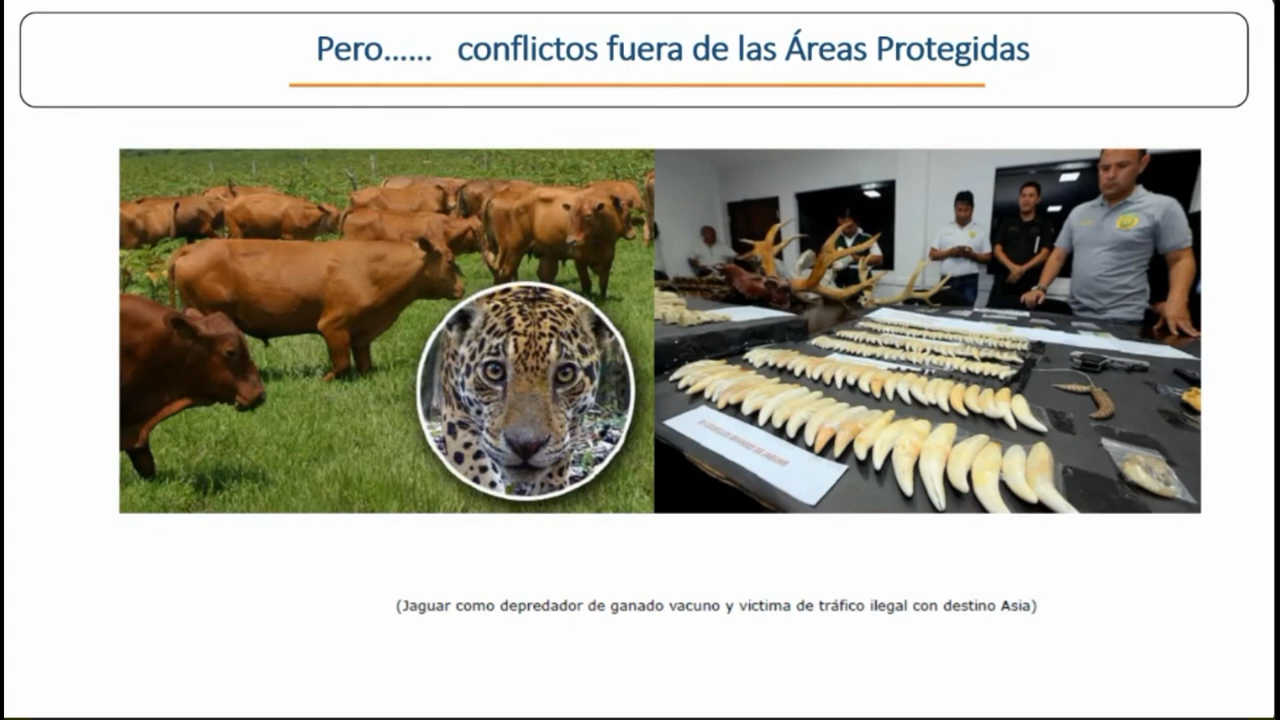 Pero...... conflictos fuera de las Áreas Protegidas
(Jaguar como depredador de ganado vacuno y victima de tráfico ilegal con destino Asia)